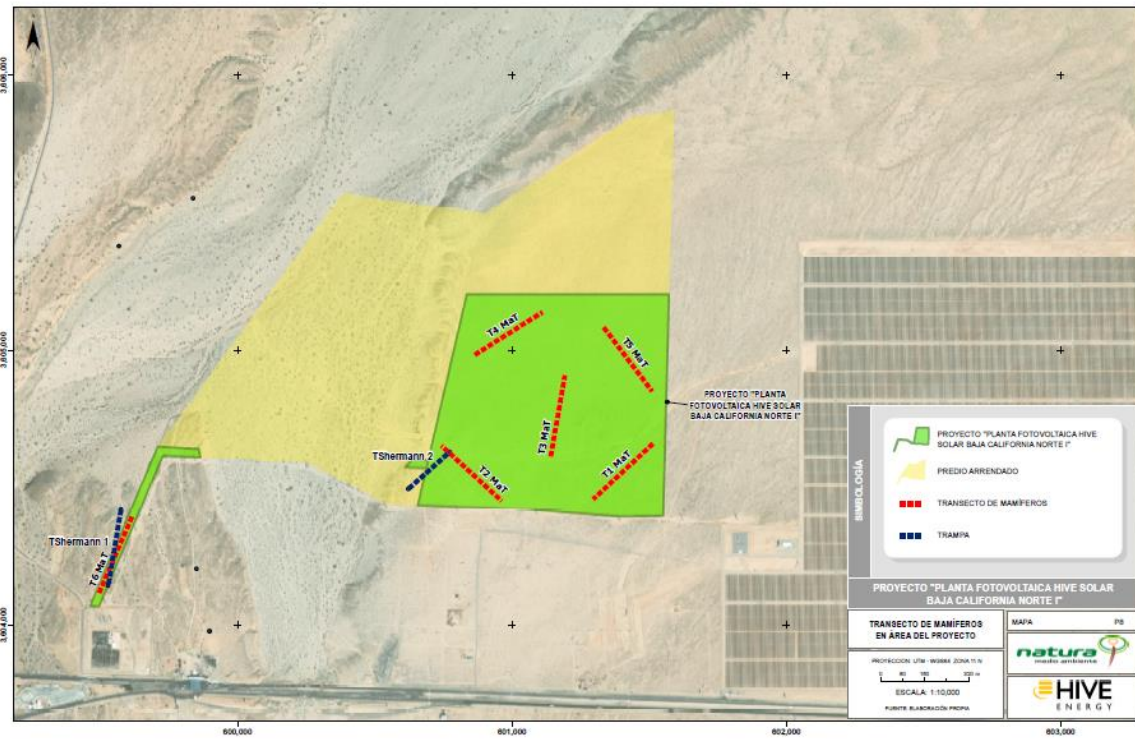 3,606,000
3,605,000
3,604,000
600,000
601,000
602,000
603,000
T4 MaT
T5 MaT
T3 MaT
T2 MaT
T1 MaT
T6 MaT
TShermann 2
TShermann 1
PROYECTO "PLANTA
FOTOVOLTAICA HIVE SOLAR
BAJA CALIFORNIA NORTE I"
SIMBOLOGÍA
PROYECTO "PLANTA FOTOVOLTAICA HIVE
SOLAR BAJA CALIFORNIA NORTE I"
PREDIO ARRENDADO
TRANSECTO DE MAMÍFEROS
TRAMPA
PROYECTO "PLANTA FOTOVOLTAICA HIVE SOLAR
BAJA CALIFORNIA NORTE I"
TRANSECTO DE MAMÍFEROS
EN ÁREA DEL PROYECTO
MAPA
PROYECCIÓN: UTM - WGS84 ZONA 11 N
ESCALA: 1:10,000
FUENTE: ELABORACIÓN PROPIA
natura
medio ambiente
HIVE
ENERGY